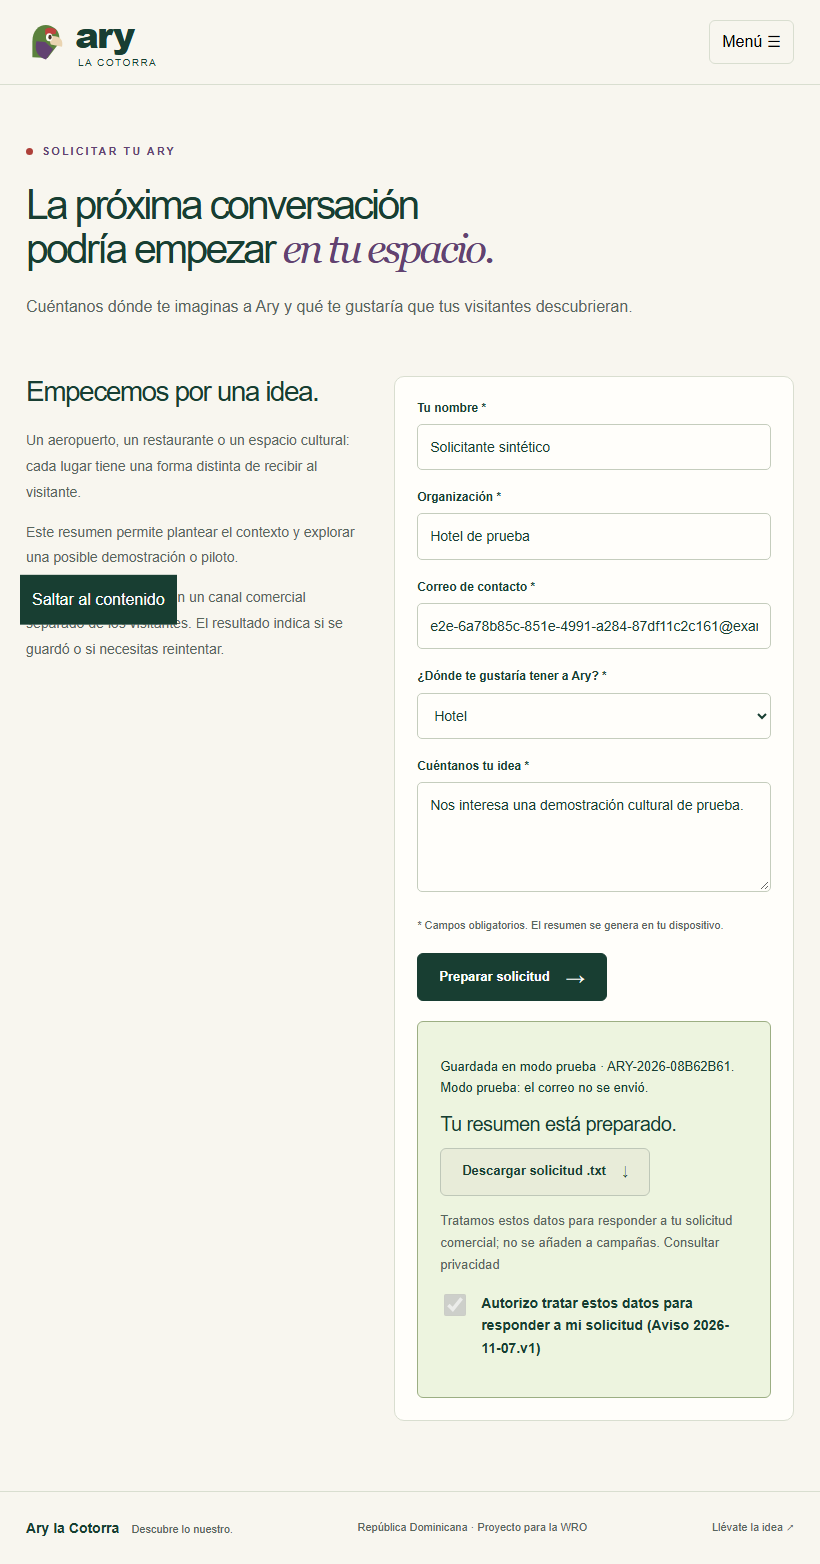 ary
LA COTORRA
Menú ☰
SOLICITAR TU ARY
La próxima conversación
podría empezar en tu espacio.
Cuéntanos dónde te imaginas a Ary y qué te gustaría que tus visitantes descubrieran.
Empecemos por una idea.
Un aeropuerto, un restaurante o un espacio cultural:
cada lugar tiene una forma distinta de recibir al
visitante.
Este resumen permite plantear el contexto y explorar
una posible demostración o piloto.
Saltar al contenido
un canal comercial
separado de los visitantes. El resultado indica si se
guardó o si necesitas reintentar.
Tu nombre *
Solicitante sintético
Organización *
Hotel de prueba
Correo de contacto *
e2e-6a78b85c-851e-4991-a284-87df11c2c161@exa
¿Dónde te gustaría tener a Ary? *
Hotel
Cuéntanos tu idea *
Nos interesa una demostración cultural de prueba.
* Campos obligatorios. El resumen se genera en tu dispositivo.
Preparar solicitud →
Guardada en modo prueba · ARY-2026-08B62B61.
Modo prueba: el correo no se envió.
Tu resumen está preparado.
Descargar solicitud .txt ↓
Tratamos estos datos para responder a tu solicitud
comercial; no se añaden a campañas. Consultar
privacidad
Autorizo tratar estos datos para
responder a mi solicitud (Aviso 2026-
11-07.v1)
Ary la Cotorra Descubre lo nuestro.
República Dominicana · Proyecto para la WRO
Llévate la idea ↗